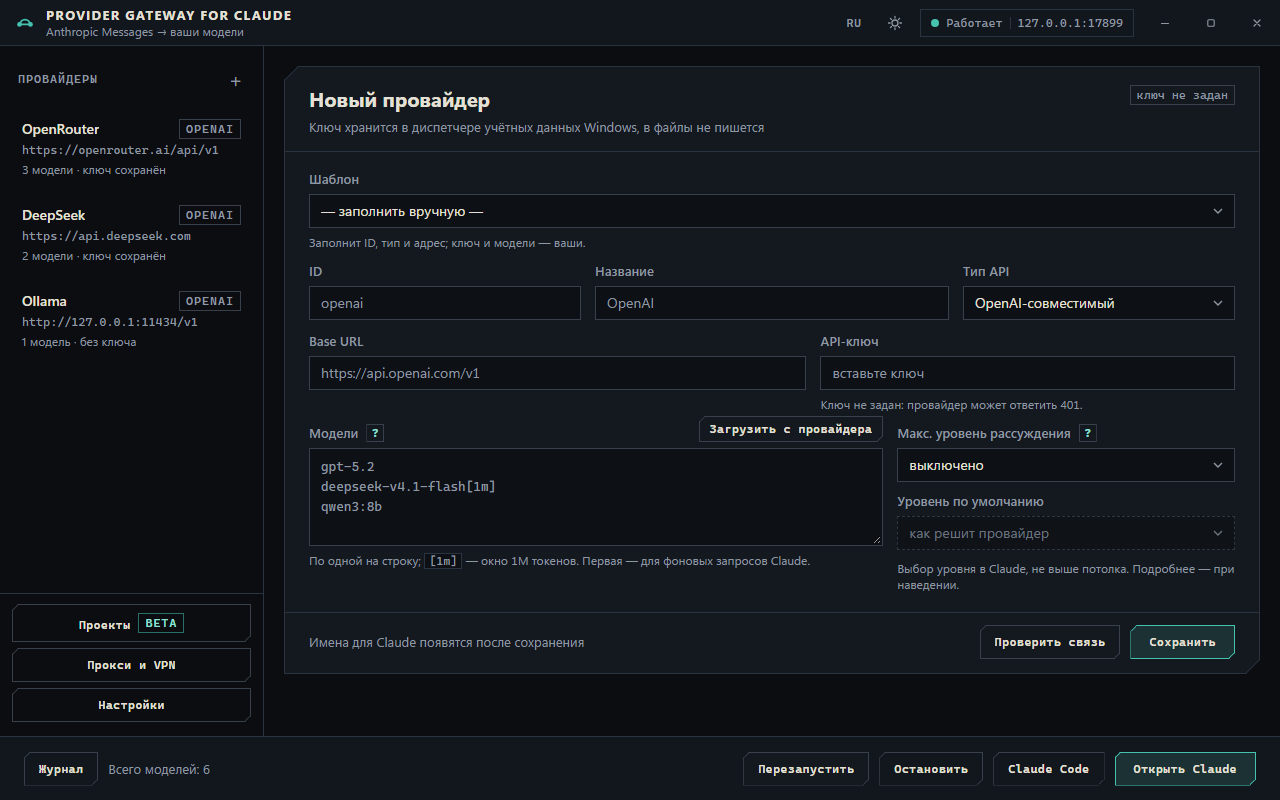 PROVIDER GATEWAY FOR CLAUDE
Anthropic Messages → ваши модели
RU
Работает
127.0.0.1:17899
ПРОВАЙДЕРЫ
+
OpenRouter
OPENAI
https://openrouter.ai/api/v1
3 модели · ключ сохранён
DeepSeek
OPENAI
https://api.deepseek.com
2 модели · ключ сохранён
Ollama
OPENAI
http://127.0.0.1:11434/v1
1 модель · без ключа
Проекты BETA
Прокси и VPN
Настройки
Новый провайдер
ключ не задан
Ключ хранится в диспетчере учётных данных Windows, в файлы не пишется
Шаблон
— заполнить вручную —
Заполнит ID, тип и адрес; ключ и модели — ваши.
ID
Название
Тип API
openai
OpenAI
OpenAI-совместимый
Base URL
API-ключ
https://api.openai.com/v1
вставьте ключ
Ключ не задан: провайдер может ответить 401.
Модели ?
Загрузить с провайдера
gpt-5.2
deepseek-v4.1-flash[1m]
qwen3:8b
По одной на строку; [1m] — окно 1M токенов. Первая — для фоновых запросов Claude.
Макс. уровень рассуждения ?
выключено
Уровень по умолчанию
как решит провайдер
Выбор уровня в Claude, не выше потолка. Подробнее — при
наведении.
Имена для Claude появятся после сохранения
Проверить связь
Сохранить
Журнал
Всего моделей: 6
Перезапустить
Остановить
Claude Code
Открыть Claude